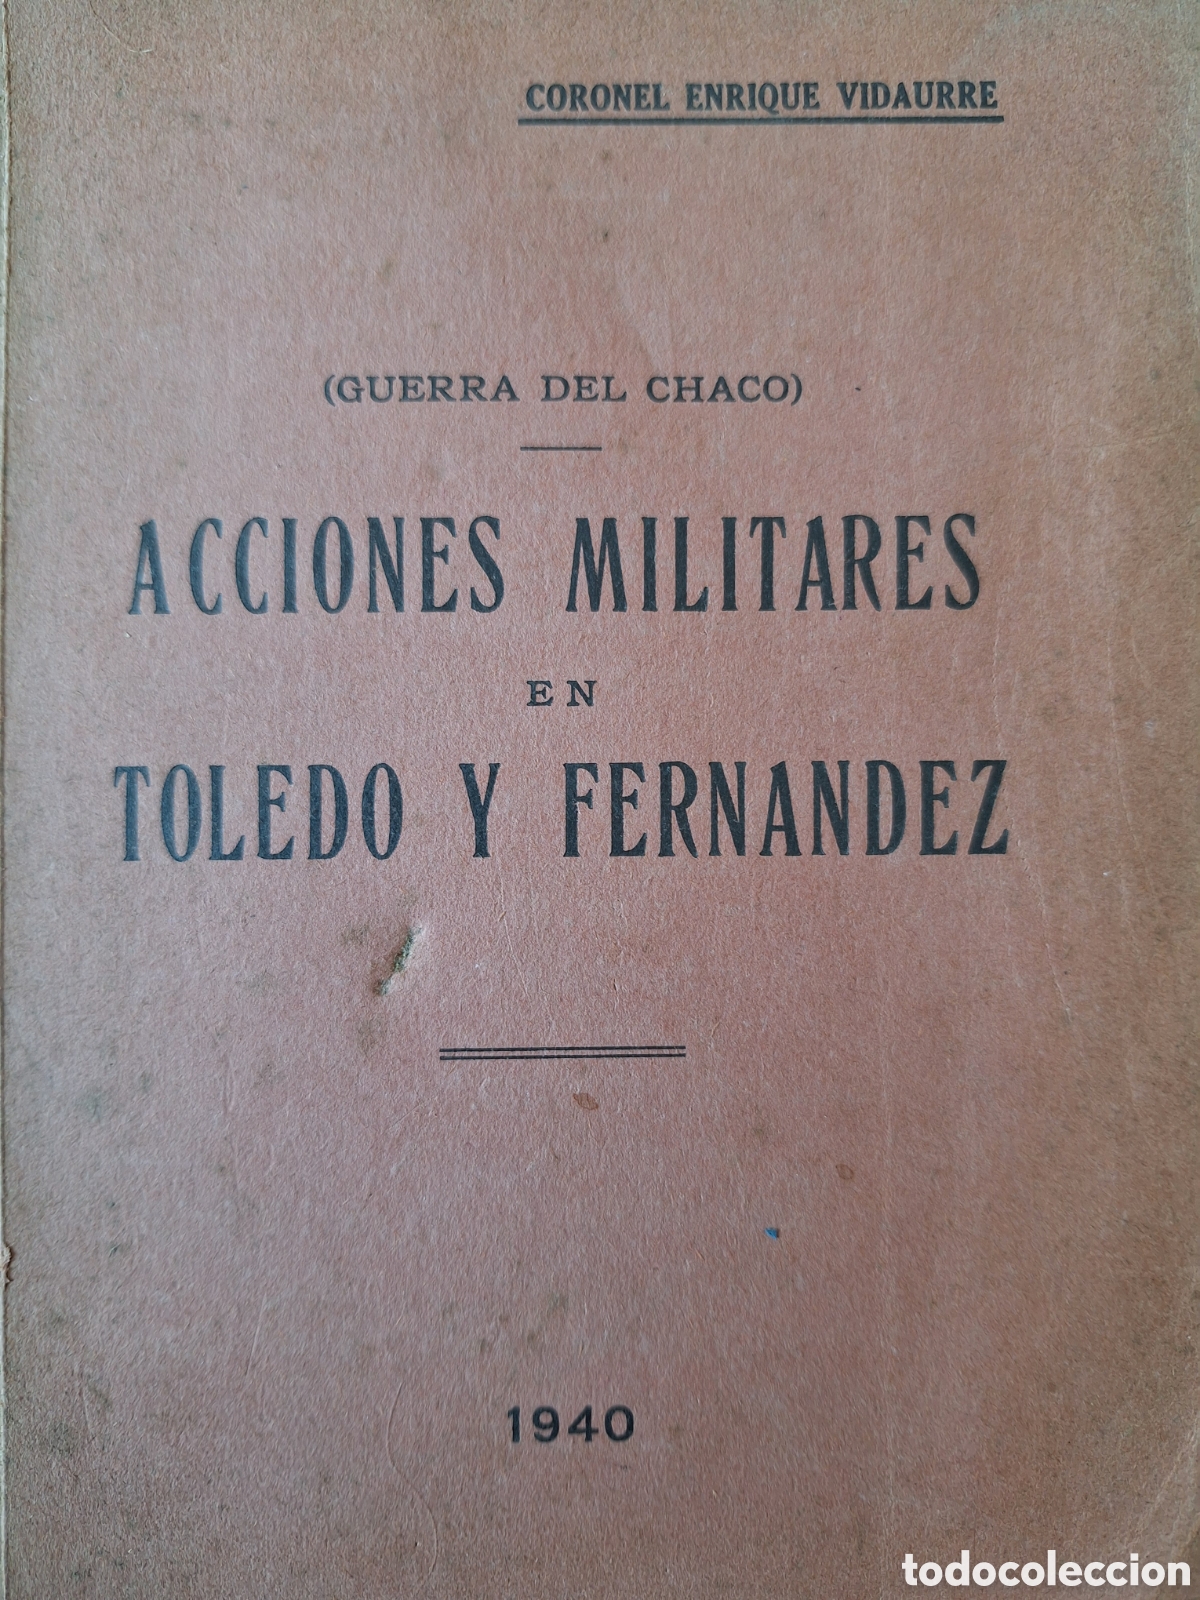 CORONEL ENRIQUE VIDAURRE
(GUERRA DEL CHACO)
ACCIONES MILITARES
EN
TOLEDO Y FERNANDEZ
1940
todocoleccion